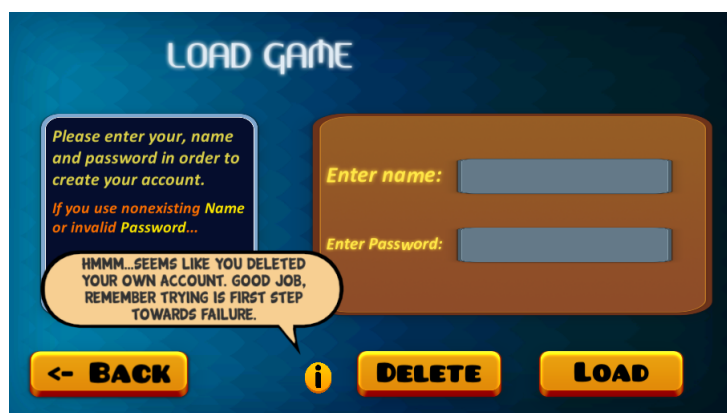 LOAD GAME
Please enter your, name
and password in order to
create your account.
If you use nonexisting Name
or invalid Password...
HMMM...SEEMS LIKE YOU DELETED
YOUR OWN ACCOUNT. GOOD JOB,
REMEMBER TRYING IS FIRST STEP
TOWARDS FAILURE.
Enter name:
Enter Password:
<- BACK
i
DELETE
LOAD